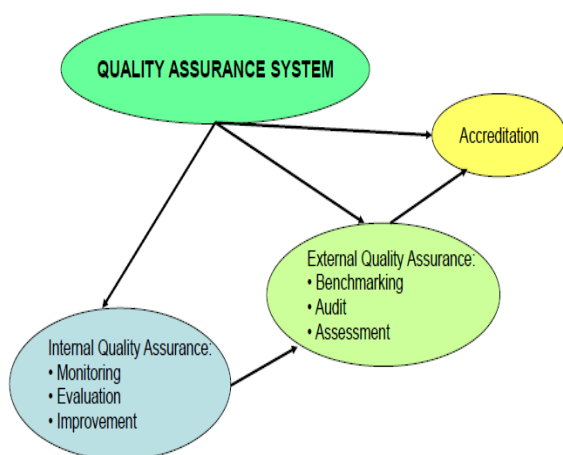 QUALITY ASSURANCE SYSTEM
Accreditation
External Quality Assurance:
• Benchmarking
• Audit
• Assessment
Internal Quality Assurance:
• Monitoring
• Evaluation
• Improvement